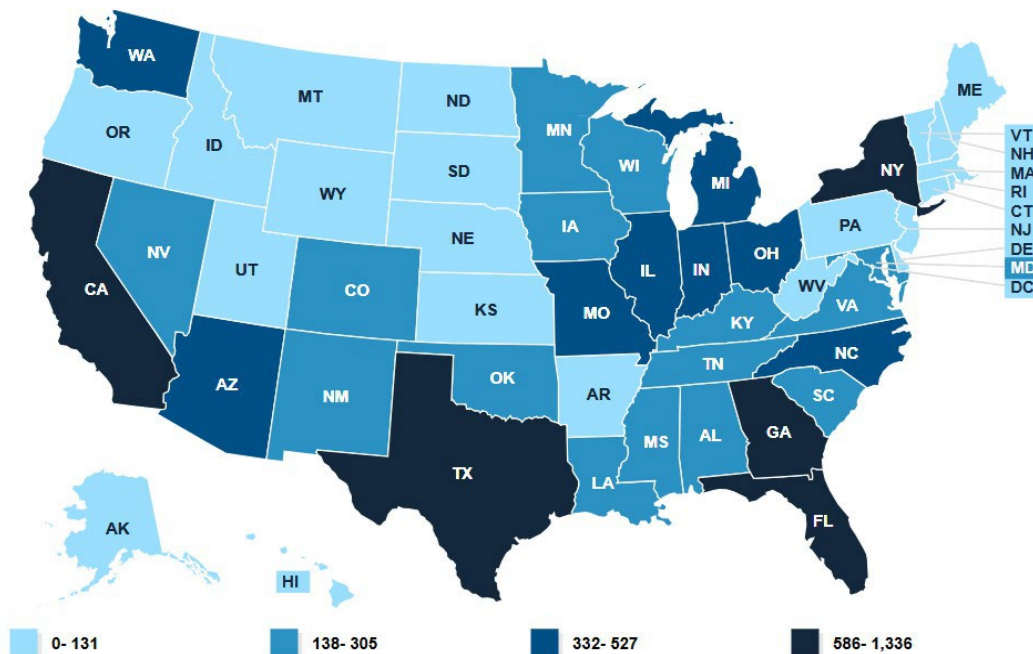 WA
MT
ND
ME
OR
ID
MN
VT
NH
MA
RI
CT
NJ
DE
MD
DC
NY
WI
SD
WY
MI
PA
IA
NE
NV
UT
CA
CO
IL
IN
OH
WV
VA
KS
MO
KY
NC
TN
AZ
NM
OK
AR
SC
MS
AL
GA
TX
LA
FL
AK
HI
0- 131
138- 305
332- 527
586- 1,336